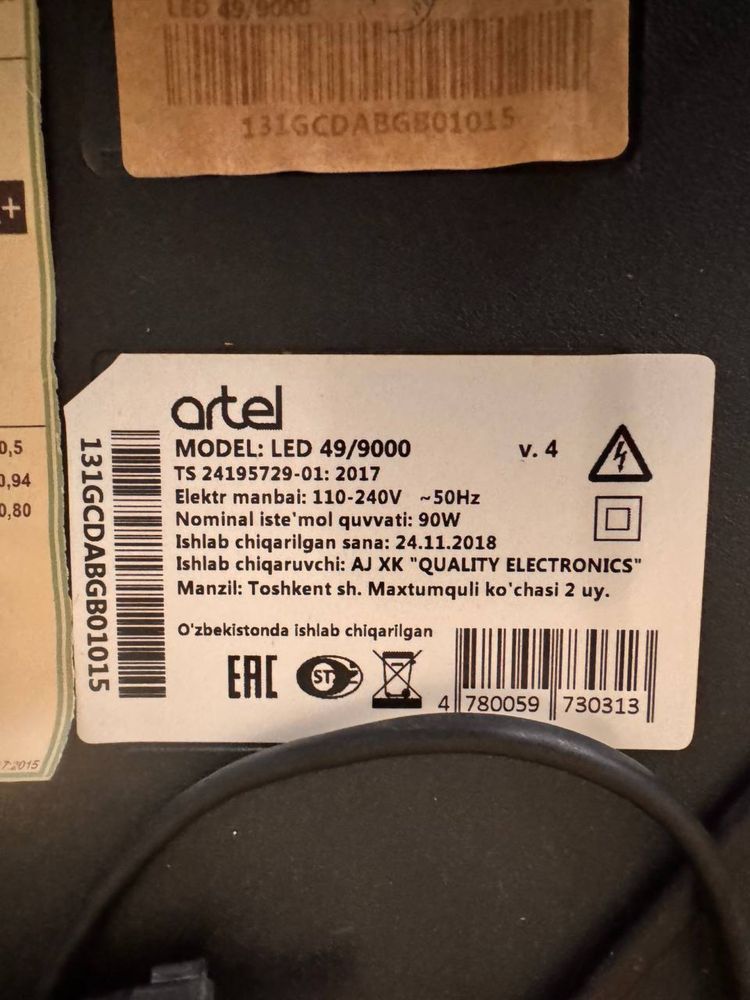 LED 49/9000
131GCDABGB01015
+
0,5
0,94
0,80
7:2015
artel
MODEL: LED 49/9000 v. 4
TS 24195729-01: 2017
Elektr manbai: 110-240V ~50Hz
Nominal iste'mol quvvati: 90W
Ishlab chiqarilgan sana: 24.11.2018
Ishlab chiqaruvchi: AJ XK "QUALITY ELECTRONICS"
Manzil: Toshkent sh. Maxtumquli ko'chasi 2 uy.
O'zbekistonda ishlab chiqarilgan
131GCDABGB01015
EAC
ST
4 780059 730313